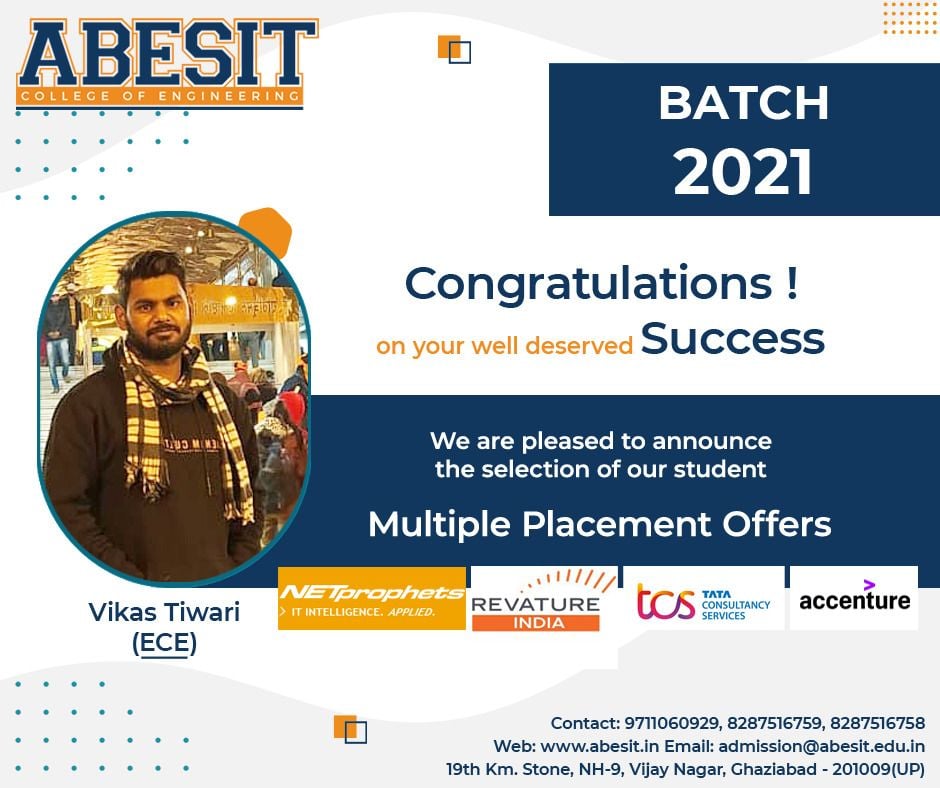 ABESIT
COLLEGE OF ENGINEERING
BATCH
2021
Congratulations !
on your well deserved Success
We are pleased to announce
the selection of our student
Multiple Placement Offers
NETprophets
> IT INTELLIGENCE. APPLIED.
REVATURE
INDIA
tcs TATA
CONSULTANCY
SERVICES
accenture
Vikas Tiwari
(ECE)
Contact: 9711060929, 8287516759, 8287516758
Web: www.abesit.in Email: admission@abesit.edu.in
19th Km. Stone, NH-9, Vijay Nagar, Ghaziabad - 201009(UP)